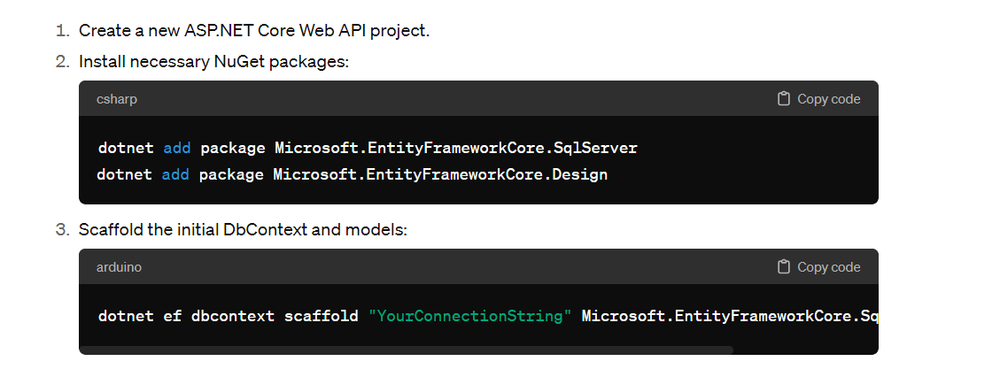 1. Create a new ASP.NET Core Web API project.
2. Install necessary NuGet packages:
csharp Copy code
dotnet add package Microsoft.EntityFrameworkCore.SqlServer
dotnet add package Microsoft.EntityFrameworkCore.Design
3. Scaffold the initial DbContext and models:
arduino Copy code
dotnet ef dbcontext scaffold "YourConnectionString" Microsoft.EntityFrameworkCore.Sq